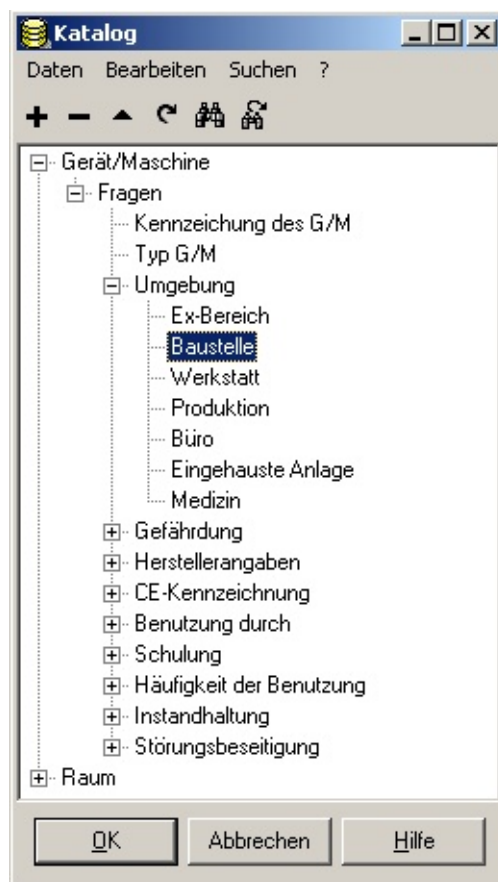 Katalog
Daten Bearbeiten Suchen ?
Gerät/Maschine
Fragen
Kennzeichung des G/M
Typ G/M
Umgebung
Ex-Bereich
Baustelle
Werkstatt
Produktion
Büro
Eingehauste Anlage
Medizin
Gefährdung
Herstellerangaben
CE-Kennzeichnung
Benutzung durch
Schulung
Häufigkeit der Benutzung
Instandhaltung
Störungsbeseitigung
Raum
OK Abbrechen Hilfe